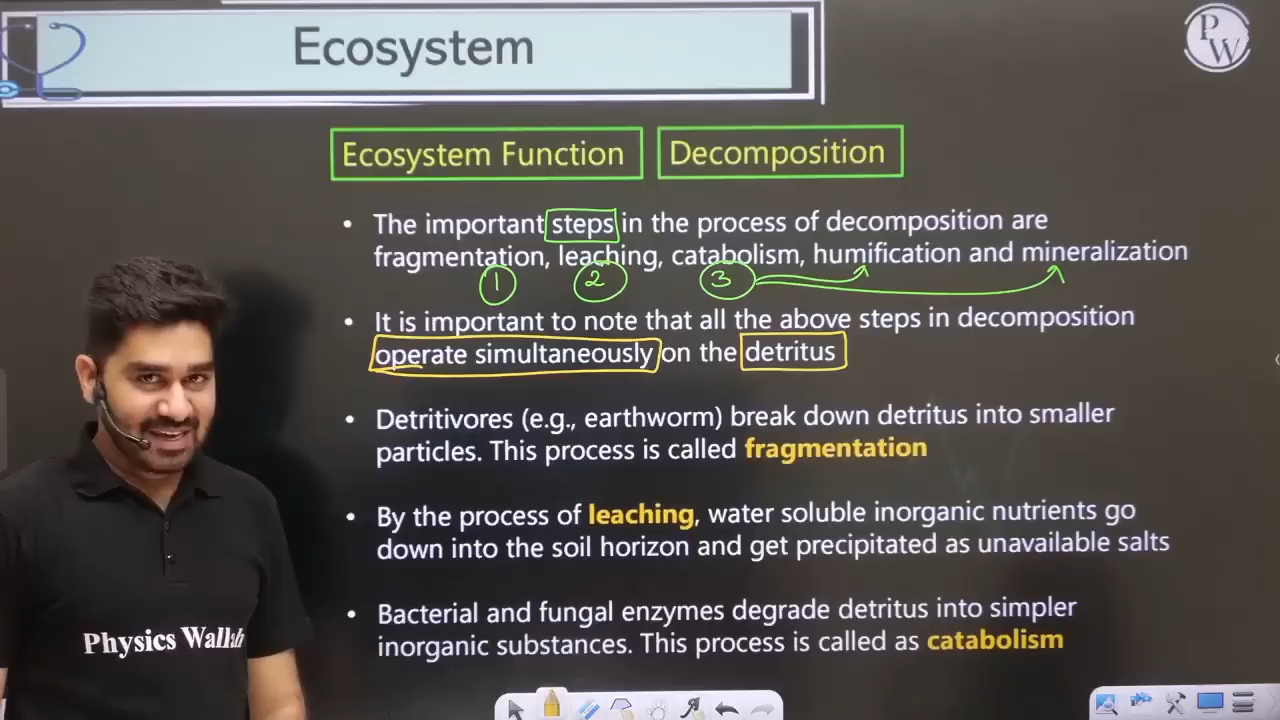 Ecosystem
P
W
Ecosystem Function
Decomposition
• The important steps in the process of decomposition are
fragmentation, leaching, catabolism, humification and mineralization
1 2 3
• It is important to note that all the above steps in decomposition
operate simultaneously on the detritus
• Detritivores (e.g., earthworm) break down detritus into smaller
particles. This process is called fragmentation
• By the process of leaching, water soluble inorganic nutrients go
down into the soil horizon and get precipitated as unavailable salts
• Bacterial and fungal enzymes degrade detritus into simpler
inorganic substances. This process is called as catabolism
Physics Wallah